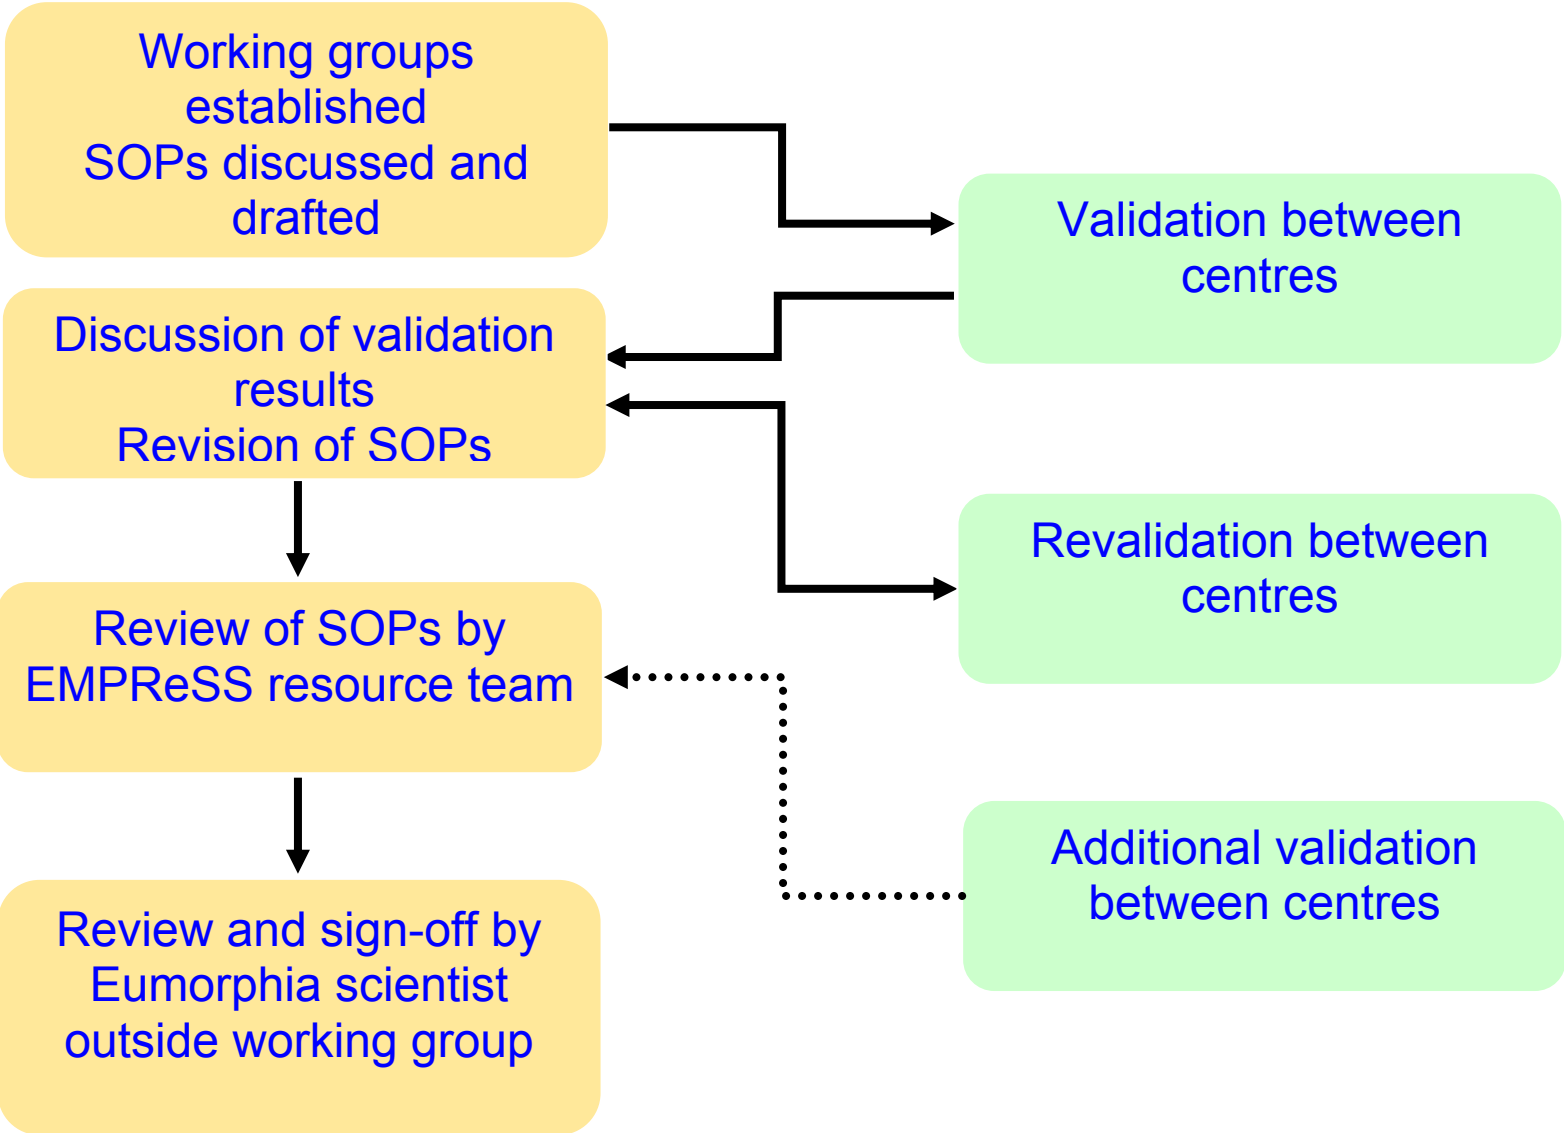 Working groups
established
SOPs discussed and
drafted
Validation between
centres
Discussion of validation
results
Revision of SOPs
Revalidation between
centres
Review of SOPs by
EMPReSS resource team
Additional validation
between centres
Review and sign-off by
Eumorphia scientist
outside working group